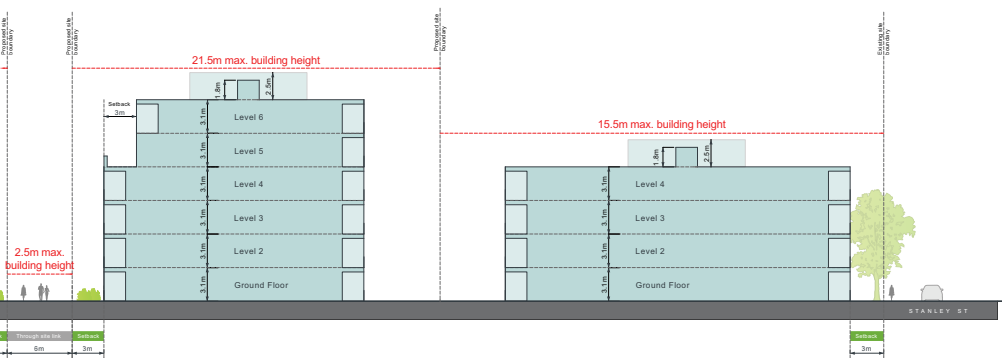 Proposed site
boundary
Proposed site
boundary
Proposed site
boundary
Existing site
boundary
21.5m max. building height
1.8m
2.5m
Setback
3m
3.1m
Level 6
3.1m
Level 5
3.1m
Level 4
3.1m
Level 3
3.1m
Level 2
3.1m
Ground Floor
15.5m max. building height
1.8m
2.5m
3.1m
Level 4
3.1m
Level 3
3.1m
Level 2
3.1m
Ground Floor
2.5m max.
building height
STANLEY ST
Through site link
Setback
Setback
6m
3m
3m